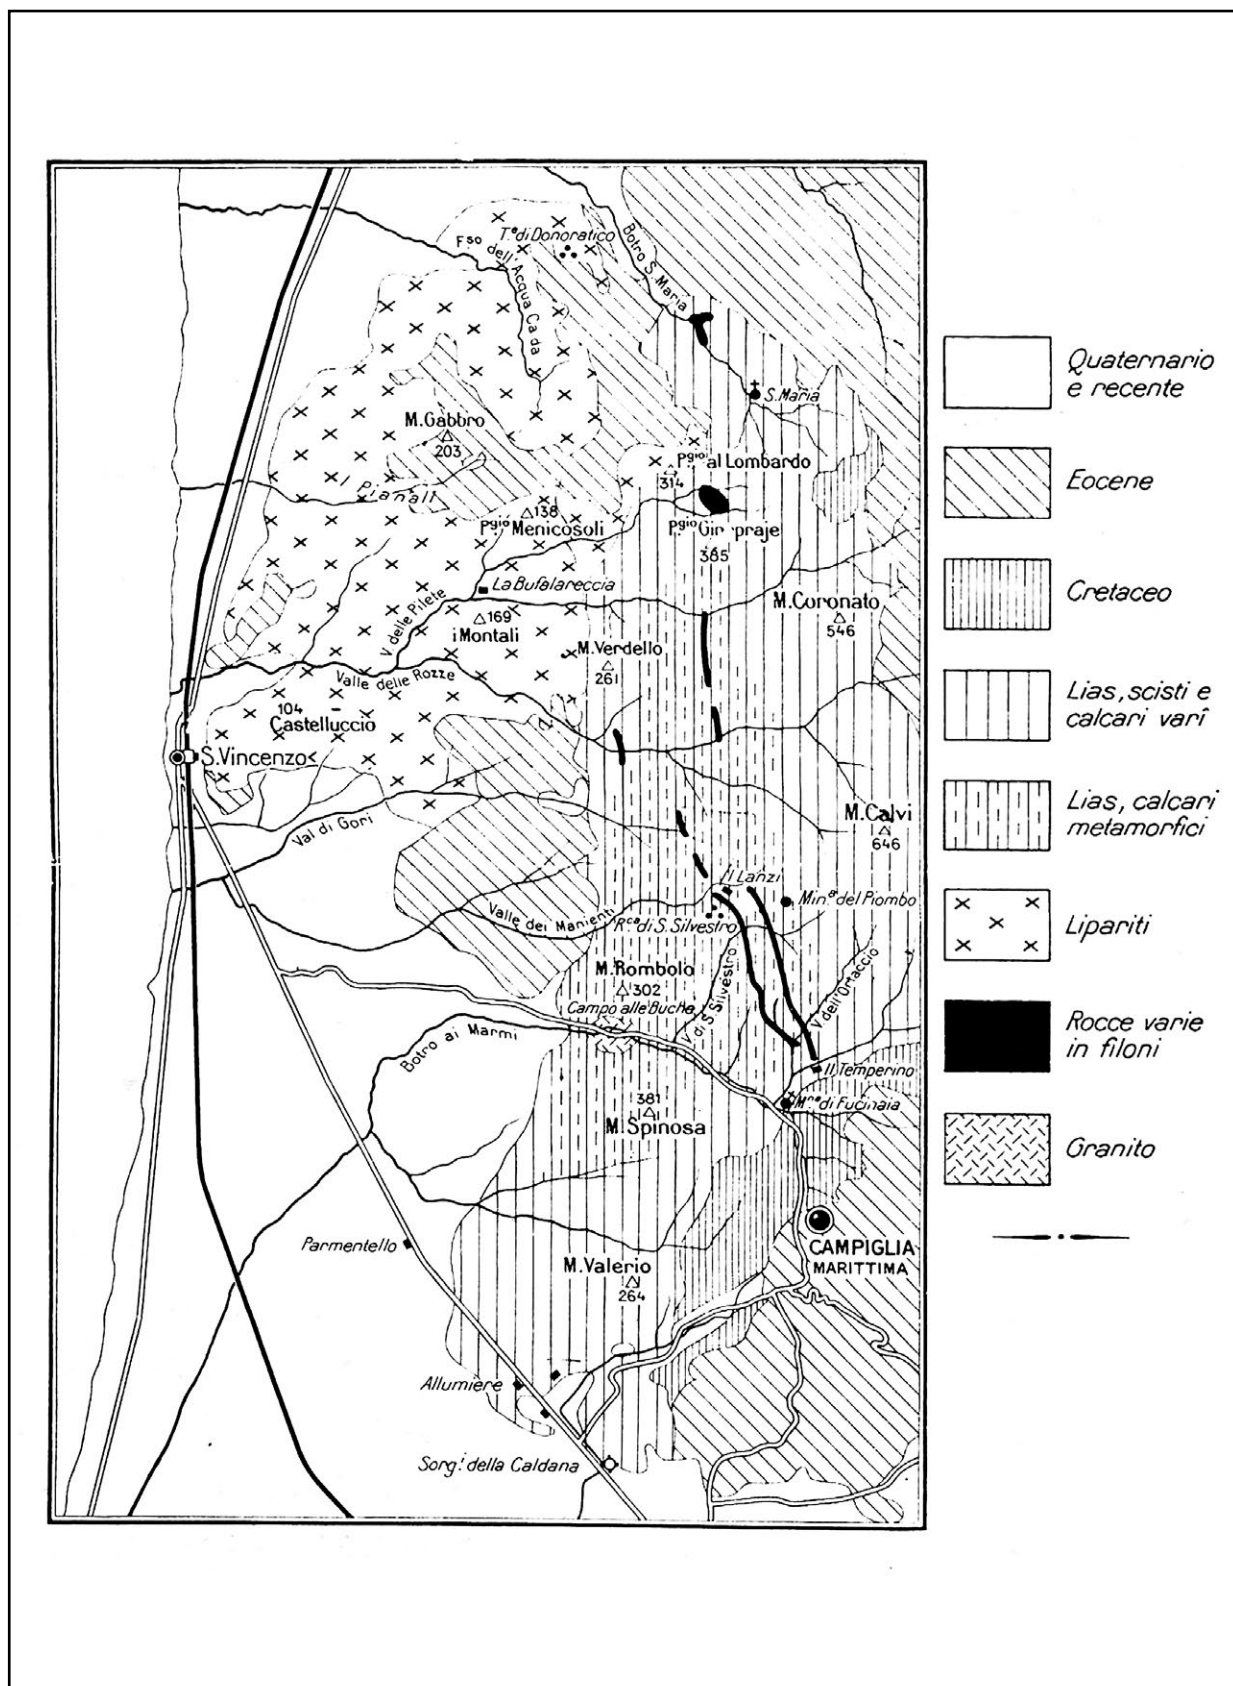 T.ᵃ di Donoratico
F.ˢᵒ dell'Acqua Calda
Botro S. Maria
S. Maria
M. Gabbro
203
I Pianali
P.ᵍⁱᵒ al Lombardo
314
138
P.ᵍⁱᵒ Menicosoli
385
La Bufalareccia
V. delle Pilete
169
i Montali
M. Coronato
546
M. Verdello
261
Valle delle Rozze
104
Castelluccio
S. Vincenzo
Val di Gori
M. Calvi
646
Il Lanzi
Min.ᵃ del Piombo
Valle dei Manienti
R.ᶜᵃ di S. Silvestro
M. Rombolo
302
Campo alle Buche
V. di S. Silvestro
V. dell'Ortaccio
Botro ai Marmi
Il Temperino
M.ⁿᵃ di Fucinaia
381
M. Spinosa
Parmentello
CAMPIGLIA
MARITTIMA
M. Valerio
264
Allumière
Sorg.ⁱ della Caldana
Quaternario
e recente
Eocene
Cretaceo
Lias, scisti e
calcari varî
Lias, calcari
metamorfici
Lipariti
Rocce varie
in filoni
Granito